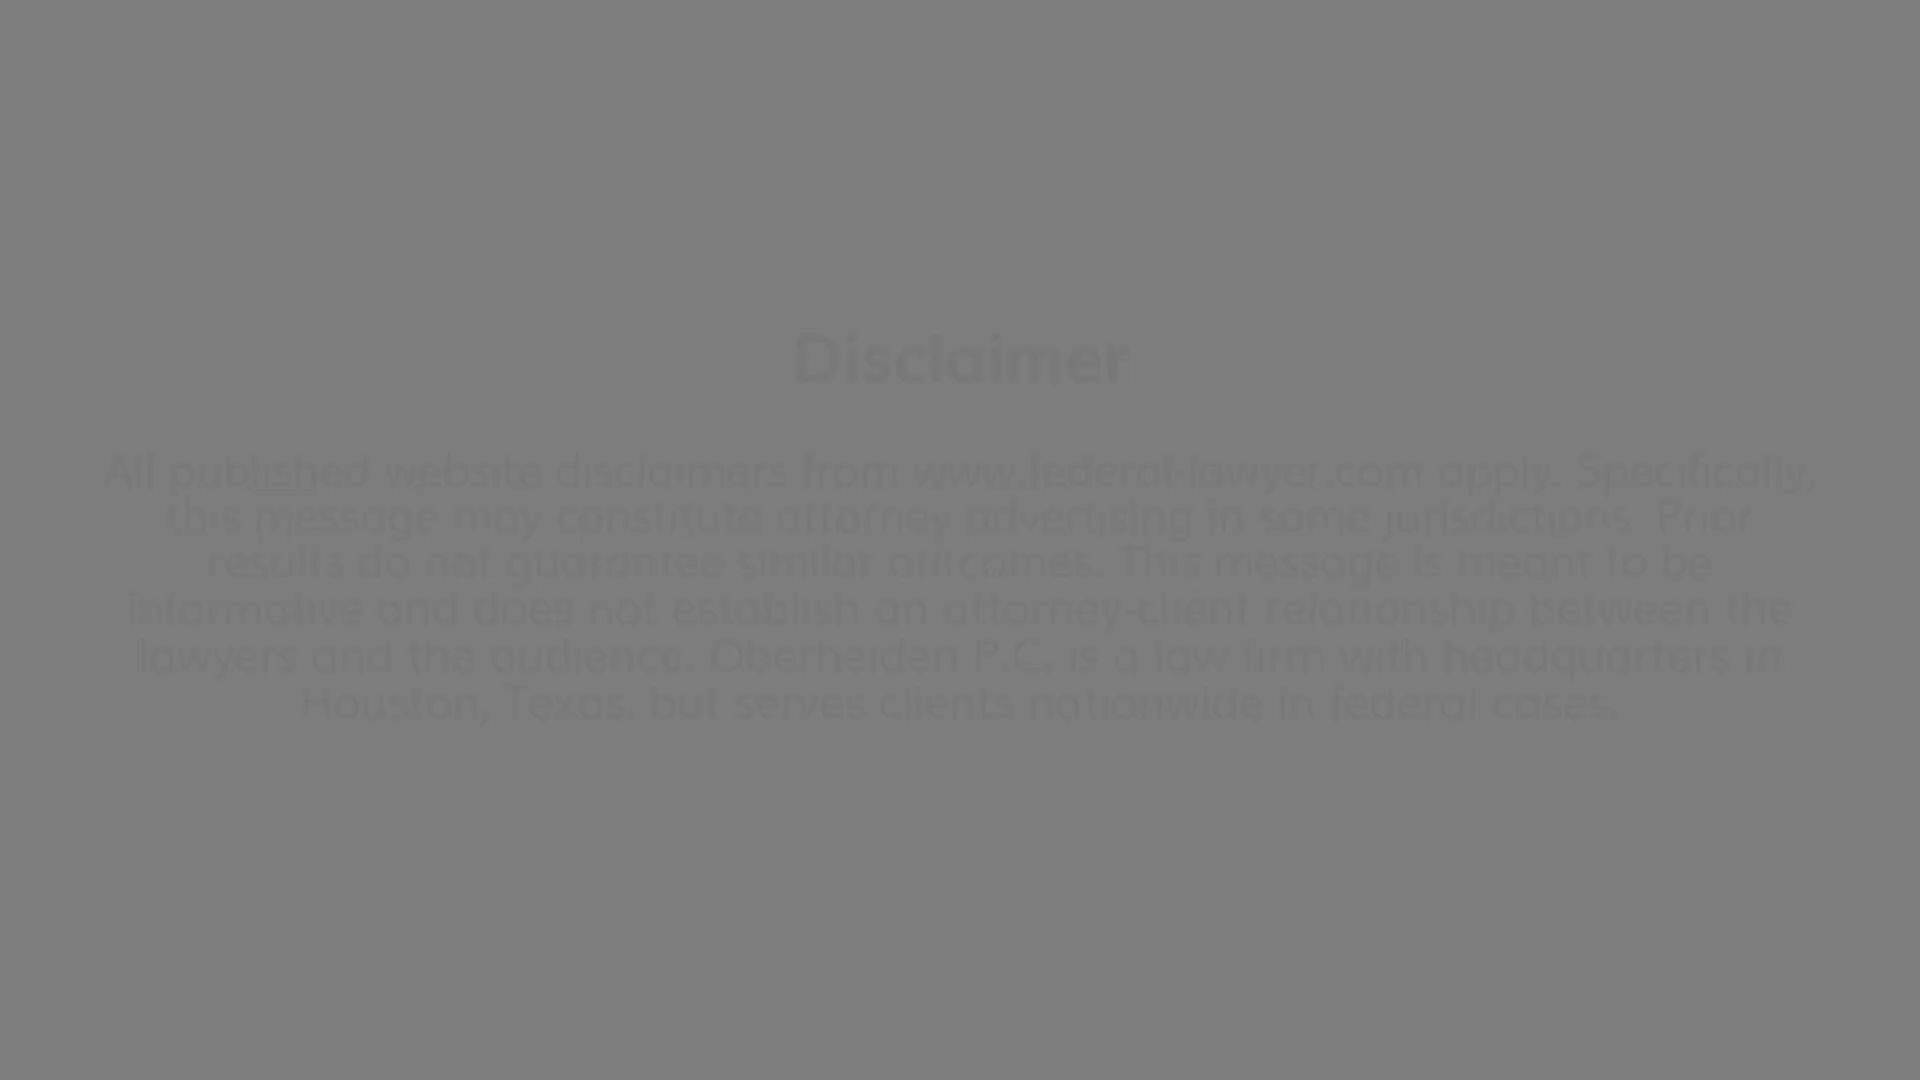 Disclaimer
All published website disclaimers from www.federal-lawyer.com apply. Specifically,
this message may constitute attorney advertising in some jurisdictions. Prior
results do not guarantee similar outcomes. This message is meant to be
informative and does not establish an attorney-client relationship between the
lawyers and the audience. Oberheiden P.C. is a law firm with headquarters in
Houston, Texas, but serves clients nationwide in federal cases.